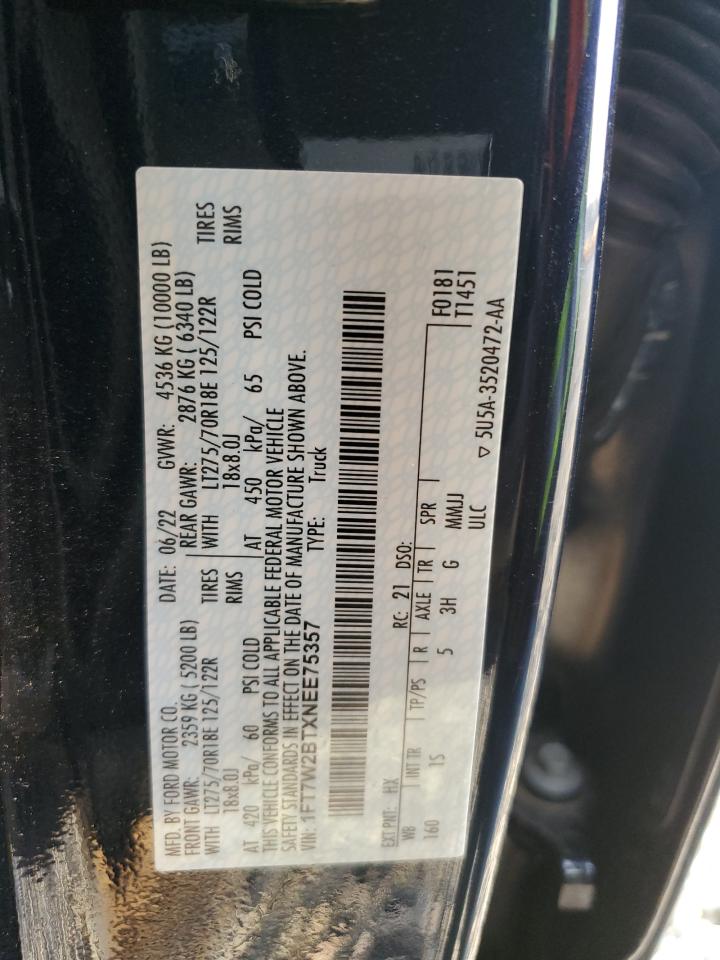 MFD. BY FORD MOTOR CO. DATE: 06/22 GVWR: 4536 KG (10000 LB)
FRONT GAWR: 2359 KG ( 5200 LB) REAR GAWR: 2876 KG ( 6340 LB)
WITH LT275/70R18E 125/122R TIRES WITH LT275/70R18E 125/122R TIRES
18x8.0J RIMS 18x8.0J RIMS
AT 420 kPa/ 60 PSI COLD AT 450 kPa/ 65 PSI COLD
THIS VEHICLE CONFORMS TO ALL APPLICABLE FEDERAL MOTOR VEHICLE
SAFETY STANDARDS IN EFFECT ON THE DATE OF MANUFACTURE SHOWN ABOVE.
VIN: 1FT7W2BTXNEE75357 TYPE: Truck
EXT PNT: HX RC: 21 DSO:
WB INT TR TP/PS R AXLE TR SPR F0181
160 1S 5 3H G MMJJ T1451
ULC
▽ 5U5A-3520472-AA